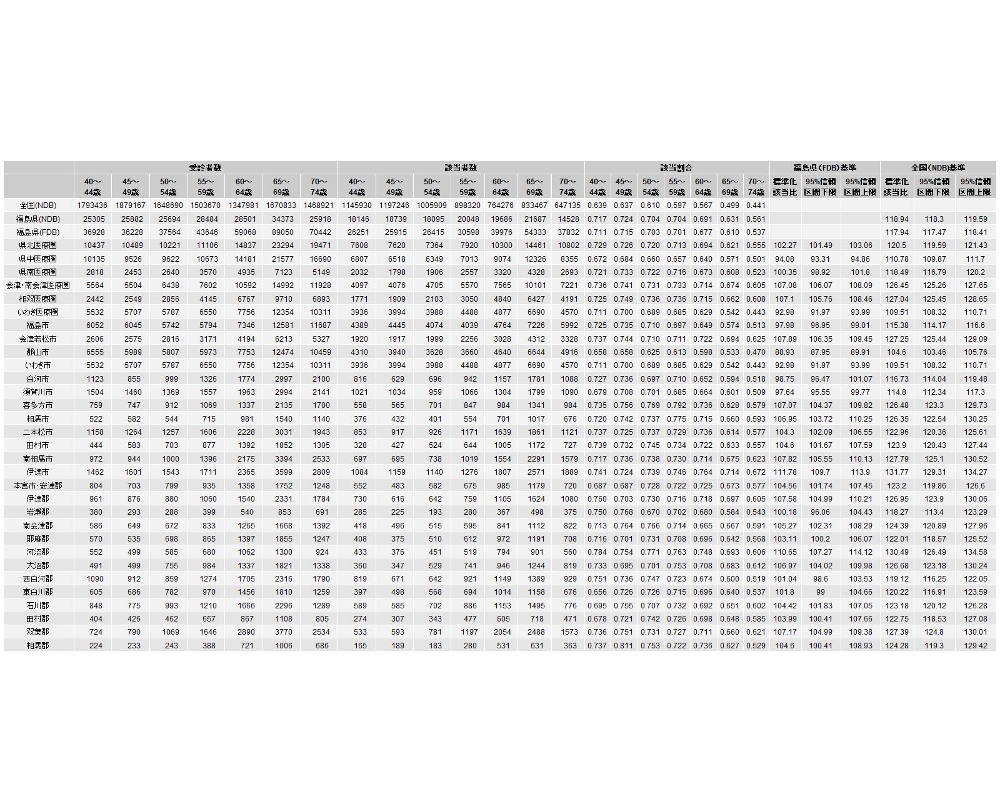 受診者数 該当者数 該当割合 福島県(FDB)基準 全国(NDB)基準
40～44歳 45～49歳 50～54歳 55～59歳 60～64歳 65～69歳 70～74歳 40～44歳 45～49歳 50～54歳 55～59歳 60～64歳 65～69歳 70～74歳 40～44歳 45～49歳 50～54歳 55～59歳 60～64歳 65～69歳 70～74歳 標準化該当比 95%信頼区間下限 95%信頼区間上限 標準化該当比 95%信頼区間下限 95%信頼区間上限
全国(NDB) 1793436 1879167 1648690 1503670 1347981 1670833 1468921 1145930 1197246 1005909 898320 764276 833467 647135 0.639 0.637 0.610 0.597 0.567 0.499 0.441
福島県(NDB) 25305 25882 25694 28484 28501 34373 25918 18146 18739 18095 20048 19686 21687 14528 0.717 0.724 0.704 0.704 0.691 0.631 0.561 118.94 118.3 119.59
福島県(FDB) 36928 36228 37564 43646 59068 89050 70442 26251 25915 26415 30598 39976 54333 37832 0.711 0.715 0.703 0.701 0.677 0.610 0.537 117.94 117.47 118.41
県北医療圏 10437 10489 10221 11106 14837 23294 19471 7608 7620 7364 7920 10300 14461 10802 0.729 0.726 0.720 0.713 0.694 0.621 0.555 102.27 101.49 103.06 120.5 119.59 121.43
県中医療圏 10135 9526 9622 10673 14181 21577 16690 6807 6518 6349 7013 9074 12326 8355 0.672 0.684 0.660 0.657 0.640 0.571 0.501 94.08 93.31 94.86 110.78 109.87 111.7
県南医療圏 2818 2453 2640 3570 4935 7123 5149 2032 1798 1906 2557 3320 4328 2693 0.721 0.733 0.722 0.716 0.673 0.608 0.523 100.35 98.92 101.8 118.49 116.79 120.2
会津・南会津医療圏 5564 5504 6438 7602 10592 14992 11928 4097 4076 4705 5570 7565 10101 7221 0.736 0.741 0.731 0.733 0.714 0.674 0.605 107.08 106.07 108.09 126.45 125.26 127.65
相双医療圏 2442 2549 2856 4145 6767 9710 6893 1771 1909 2103 3050 4840 6427 4191 0.725 0.749 0.736 0.736 0.715 0.662 0.608 107.1 105.76 108.46 127.04 125.45 128.65
いわき医療圏 5532 5707 5787 6550 7756 12354 10311 3936 3994 3988 4488 4877 6690 4570 0.711 0.700 0.689 0.685 0.629 0.542 0.443 92.98 91.97 93.99 109.51 108.32 110.71
福島市 6052 6045 5742 5794 7346 12581 11687 4389 4445 4074 4039 4764 7226 5992 0.725 0.735 0.710 0.697 0.649 0.574 0.513 97.98 96.95 99.01 115.38 114.17 116.6
会津若松市 2606 2575 2816 3171 4194 6213 5327 1920 1917 1999 2256 3028 4312 3328 0.737 0.744 0.710 0.711 0.722 0.694 0.625 107.89 106.35 109.45 127.25 125.44 129.09
郡山市 6555 5989 5807 5973 7753 12474 10459 4310 3940 3628 3660 4640 6644 4916 0.658 0.658 0.625 0.613 0.598 0.533 0.470 88.93 87.95 89.91 104.6 103.46 105.76
いわき市 5532 5707 5787 6550 7756 12354 10311 3936 3994 3988 4488 4877 6690 4570 0.711 0.700 0.689 0.685 0.629 0.542 0.443 92.98 91.97 93.99 109.51 108.32 110.71
白河市 1123 855 999 1326 1774 2997 2100 816 629 696 942 1157 1781 1088 0.727 0.736 0.697 0.710 0.652 0.594 0.518 98.75 96.47 101.07 116.73 114.04 119.48
須賀川市 1504 1460 1369 1557 1963 2994 2141 1021 1034 959 1066 1304 1799 1090 0.679 0.708 0.701 0.685 0.664 0.601 0.509 97.64 95.55 99.77 114.8 112.34 117.3
喜多方市 759 747 912 1069 1337 2135 1700 558 565 701 847 984 1341 984 0.735 0.756 0.769 0.792 0.736 0.628 0.579 107.07 104.37 109.82 126.48 123.3 129.73
相馬市 522 582 544 715 981 1540 1140 376 432 401 554 701 1017 676 0.720 0.742 0.737 0.775 0.715 0.660 0.593 106.95 103.72 110.25 126.35 122.54 130.25
二本松市 1158 1264 1257 1606 2228 3031 1943 853 917 926 1171 1639 1861 1121 0.737 0.725 0.737 0.729 0.736 0.614 0.577 104.3 102.09 106.55 122.96 120.36 125.61
田村市 444 583 703 877 1392 1852 1305 328 427 524 644 1005 1172 727 0.739 0.732 0.745 0.734 0.722 0.633 0.557 104.6 101.67 107.59 123.9 120.43 127.44
南相馬市 972 944 1000 1396 2175 3394 2533 697 695 738 1019 1554 2291 1579 0.717 0.736 0.738 0.730 0.714 0.675 0.623 107.82 105.55 110.13 127.79 125.1 130.52
伊達市 1462 1601 1543 1711 2365 3599 2809 1084 1159 1140 1276 1807 2571 1889 0.741 0.724 0.739 0.746 0.764 0.714 0.672 111.78 109.7 113.9 131.77 129.31 134.27
本宮市・安達郡 804 703 799 935 1358 1752 1248 552 483 582 675 985 1179 720 0.687 0.687 0.728 0.722 0.725 0.673 0.577 104.56 101.74 107.45 123.2 119.86 126.6
伊達郡 961 876 880 1060 1540 2331 1784 730 616 642 759 1105 1624 1080 0.760 0.703 0.730 0.716 0.718 0.697 0.605 107.58 104.99 110.21 126.95 123.9 130.06
岩瀬郡 380 293 288 399 540 853 691 285 225 193 280 367 498 375 0.750 0.768 0.670 0.702 0.680 0.584 0.543 100.18 96.06 104.43 118.27 113.4 123.29
南会津郡 586 649 672 833 1265 1668 1392 418 496 515 595 841 1112 822 0.713 0.764 0.766 0.714 0.665 0.667 0.591 105.27 102.31 108.29 124.39 120.89 127.96
耶麻郡 570 535 698 865 1397 1855 1247 408 375 510 612 972 1191 708 0.716 0.701 0.731 0.708 0.696 0.642 0.568 103.11 100.2 106.07 122.01 118.57 125.52
河沼郡 552 499 585 680 1062 1300 924 433 376 451 519 794 901 560 0.784 0.754 0.771 0.763 0.748 0.693 0.606 110.65 107.27 114.12 130.49 126.49 134.58
大沼郡 491 499 755 984 1337 1821 1338 360 347 529 741 946 1244 819 0.733 0.695 0.701 0.753 0.708 0.683 0.612 106.97 104.02 109.98 126.68 123.18 130.24
西白河郡 1090 912 859 1274 1705 2316 1790 819 671 642 921 1149 1389 929 0.751 0.736 0.747 0.723 0.674 0.600 0.519 101.04 98.6 103.53 119.12 116.25 122.05
東白川郡 605 686 782 970 1456 1810 1259 397 498 568 694 1014 1158 676 0.656 0.726 0.726 0.715 0.696 0.640 0.537 101.8 99 104.66 120.22 116.91 123.59
石川郡 848 775 993 1210 1666 2296 1289 589 585 702 886 1153 1495 776 0.695 0.755 0.707 0.732 0.692 0.651 0.602 104.42 101.83 107.05 123.18 120.12 126.28
田村郡 404 426 462 657 867 1108 805 274 307 343 477 605 718 471 0.678 0.721 0.742 0.726 0.698 0.648 0.585 103.99 100.41 107.66 122.75 118.53 127.08
双葉郡 724 790 1069 1646 2890 3770 2534 533 593 781 1197 2054 2488 1573 0.736 0.751 0.731 0.727 0.711 0.660 0.621 107.17 104.99 109.38 127.39 124.8 130.01
相馬郡 224 233 243 388 721 1006 686 165 189 183 280 531 631 363 0.737 0.811 0.753 0.722 0.736 0.627 0.529 104.6 100.41 108.93 124.28 119.3 129.42